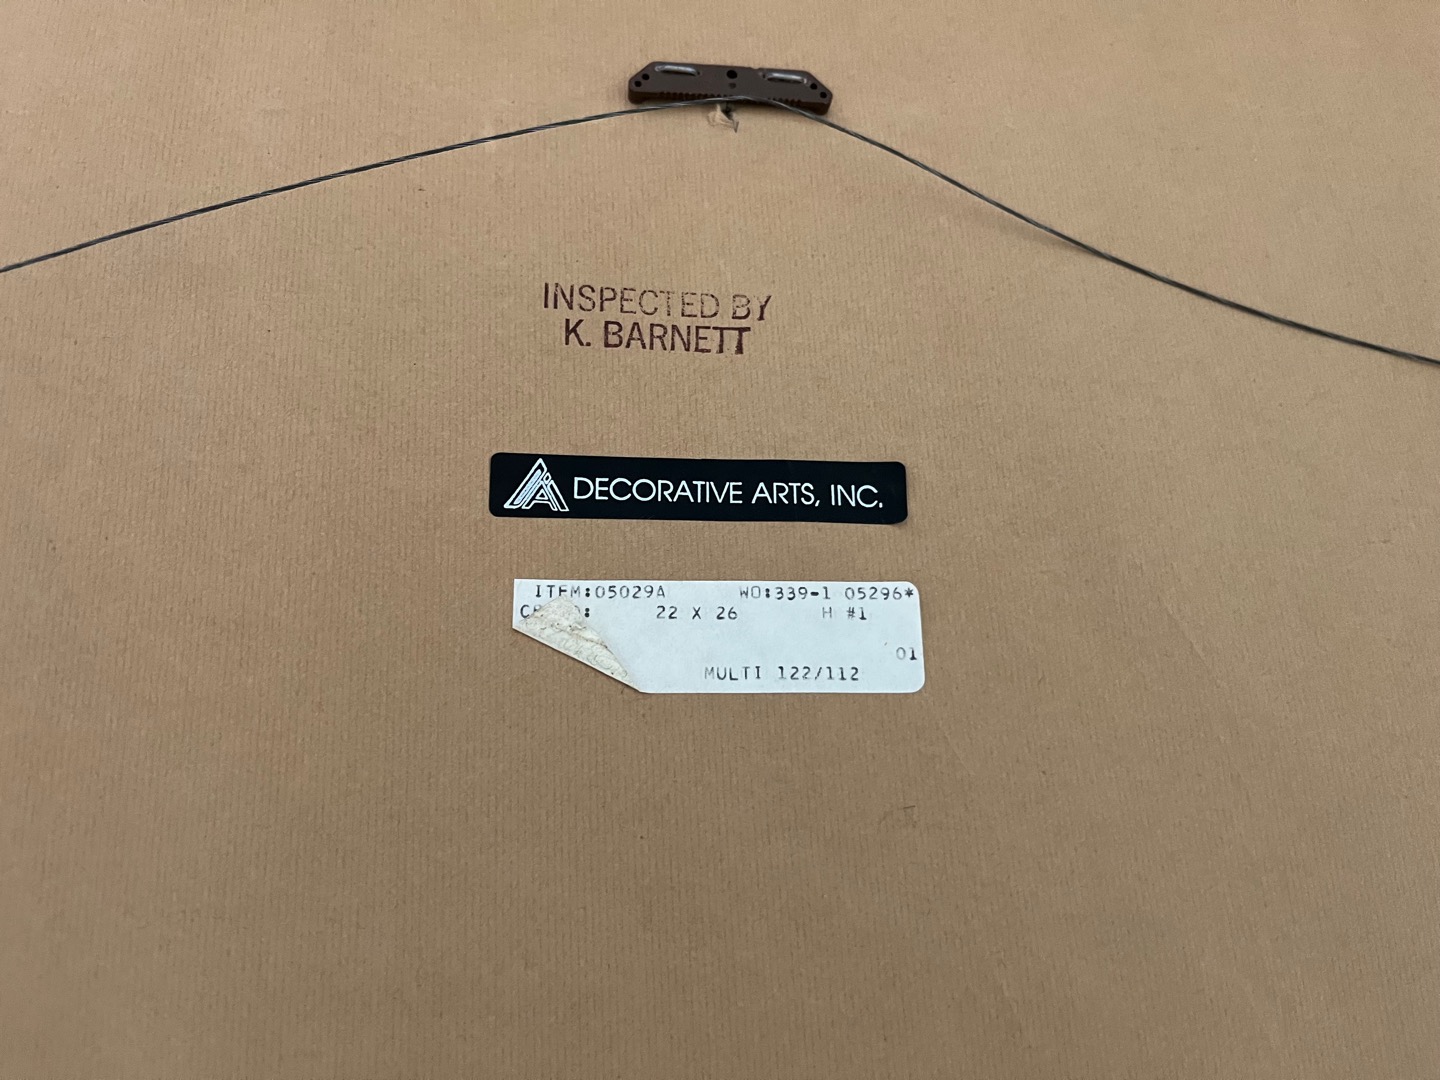 INSPECTED BY
K. BARNETT
DECORATIVE ARTS, INC.
ITEM:05029A WO:339-1 05296*
22 X 26 H #1
01
MULTI 122/112